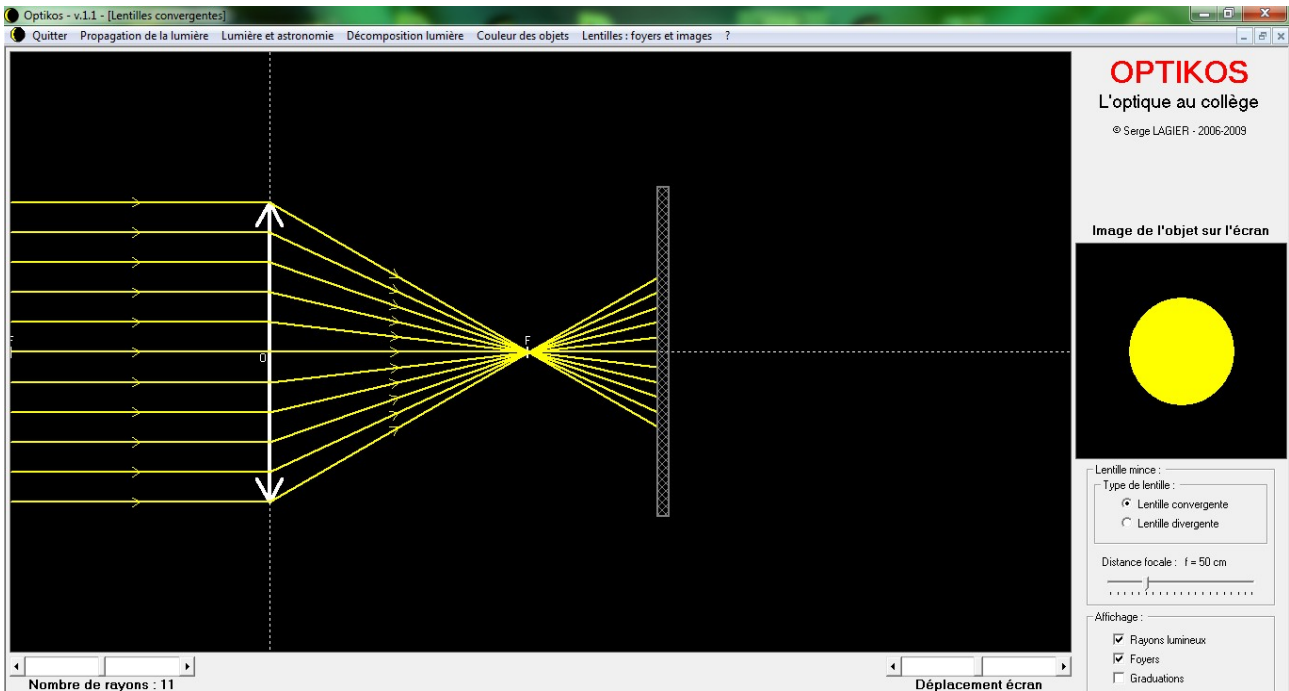 Optikos - v.1.1 - [Lentilles convergentes]
Quitter Propagation de la lumière Lumière et astronomie Décomposition lumière Couleur des objets Lentilles : foyers et images ?
OPTIKOS
L'optique au collège
© Serge LAGIER - 2006-2009
F
O
F
Image de l'objet sur l'écran
Lentille mince :
Type de lentille :
Lentille convergente
Lentille divergente
Distance focale : f = 50 cm
Affichage :
Rayons lumineux
Foyers
Graduations
Nombre de rayons : 11
Déplacement écran